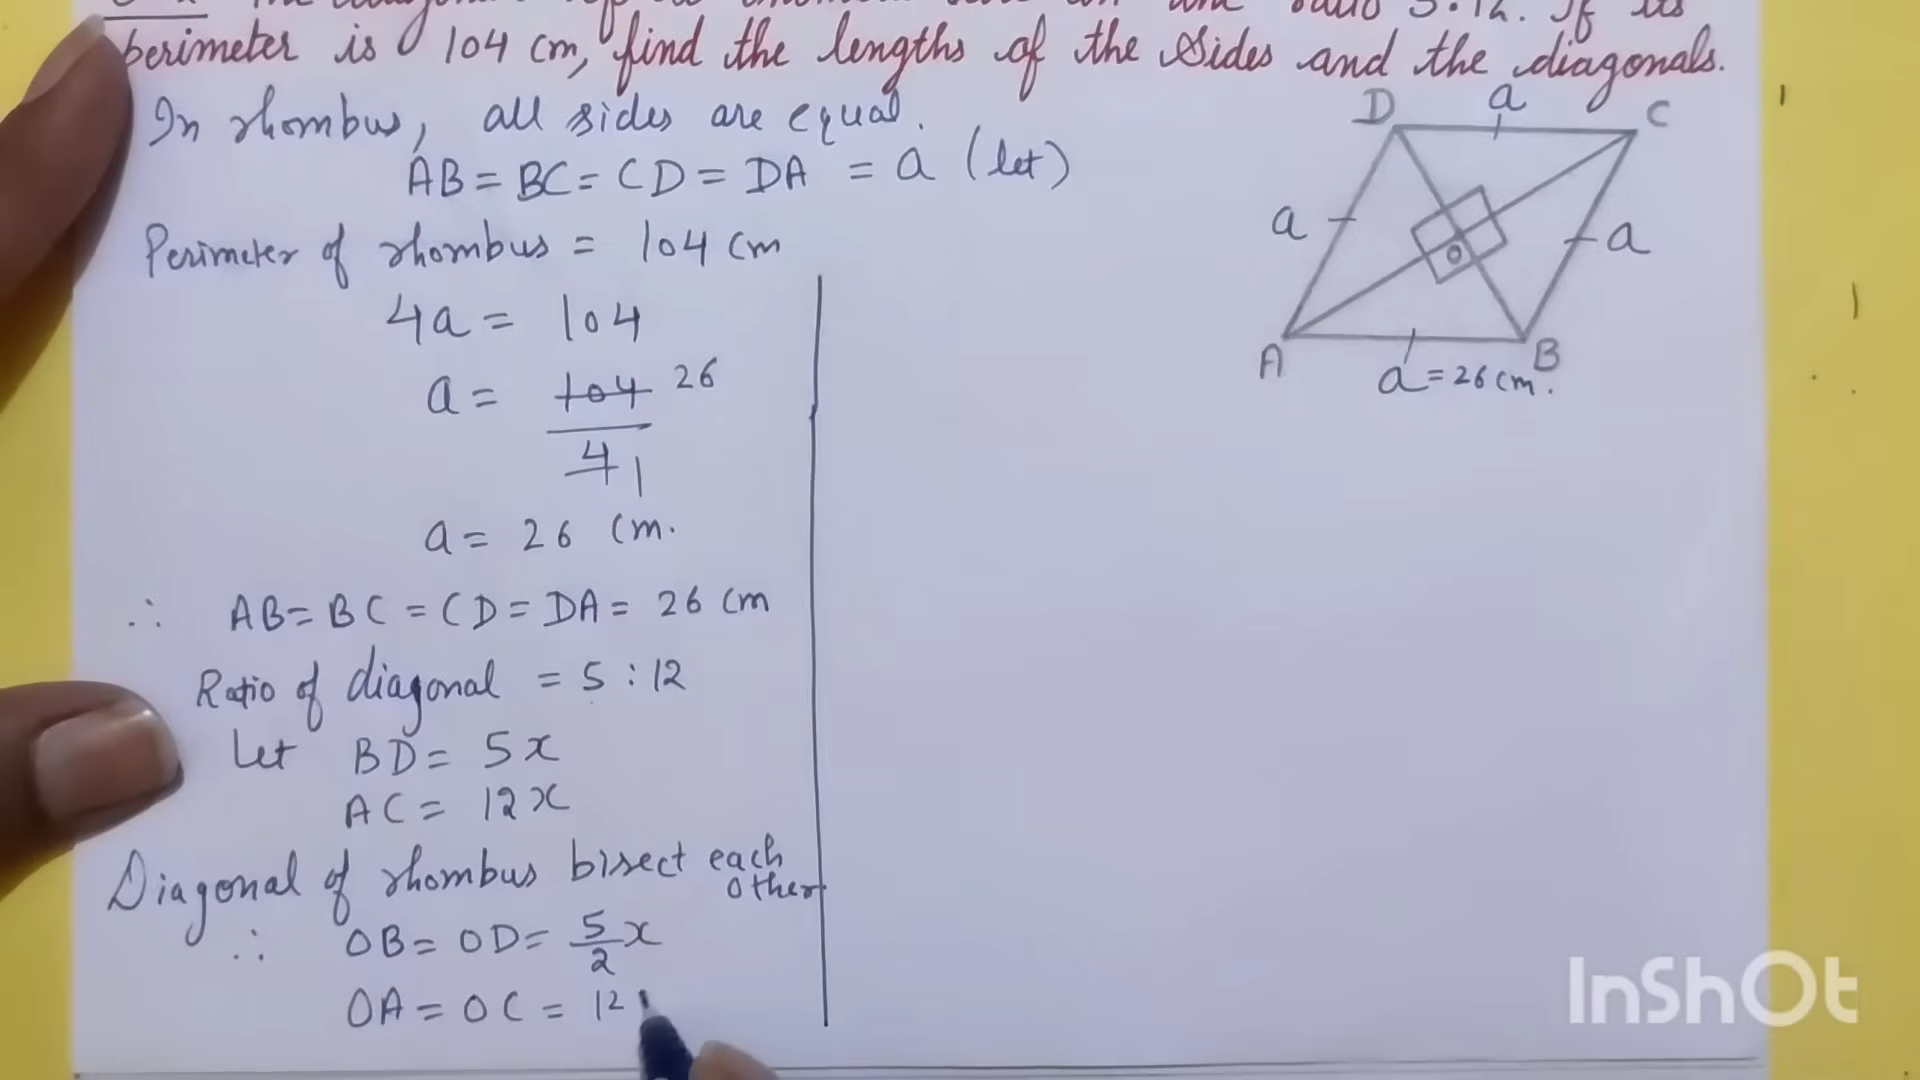 perimeter is 104 cm, find the lengths of the sides and the diagonals.
In rhombus, all sides are equal.
AB = BC = CD = DA = a (let)
Perimeter of rhombus = 104 cm
4a = 104
a = 104 26
4 1
a = 26 cm.
∴ AB = BC = CD = DA = 26 cm
Ratio of diagonal = 5 : 12
Let BD = 5x
AC = 12x
Diagonal of rhombus bisect each
other
∴ OB = OD = 5/2 x
OA = OC = 12
D a C
a a
O
A B
a = 26 cm.
InShOt